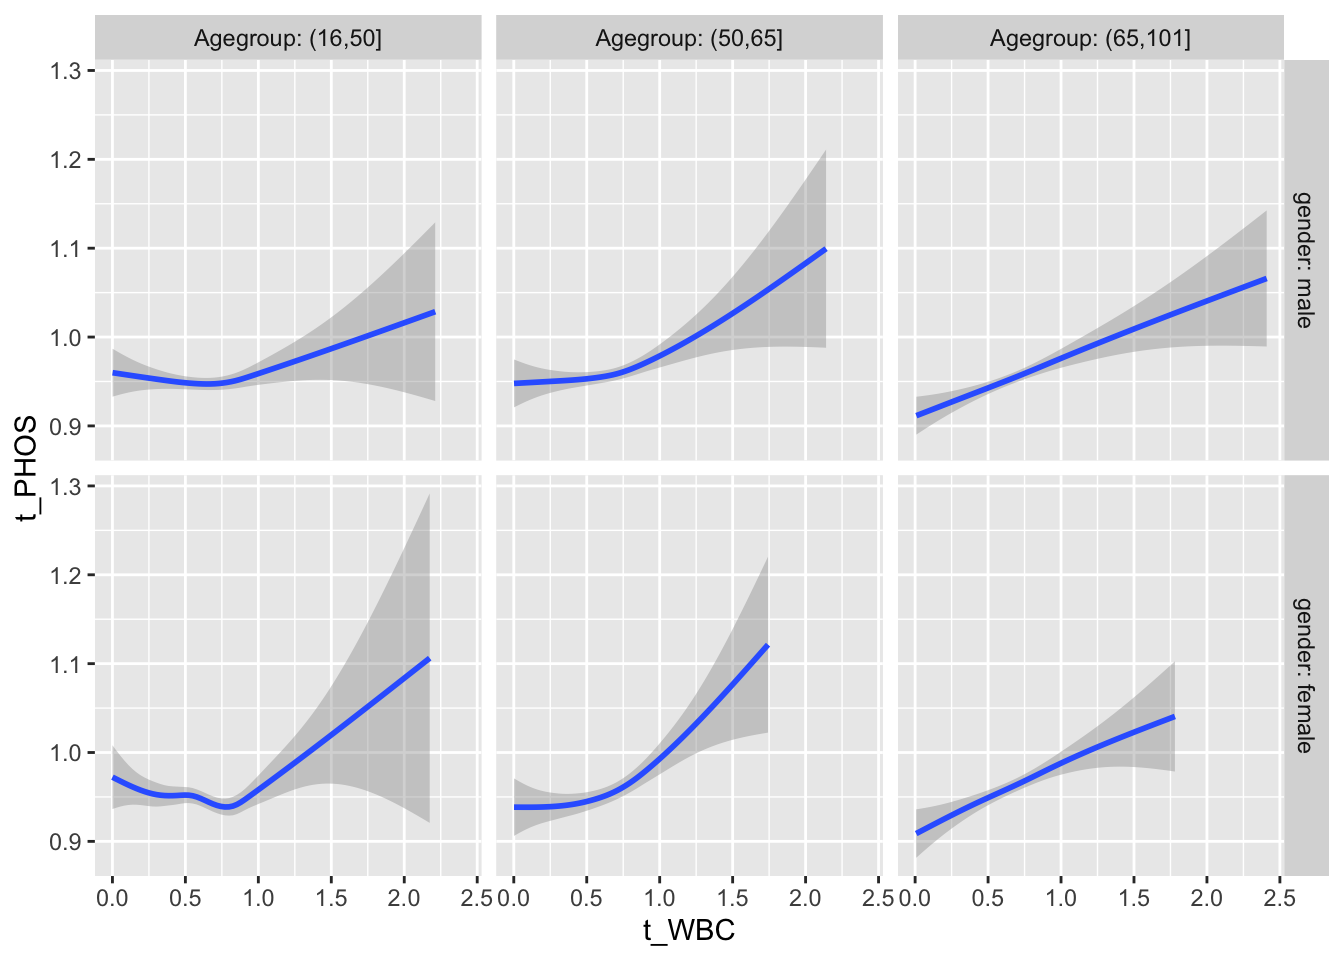 Agegroup: (16,50]
Agegroup: (50,65]
Agegroup: (65,101]
1.3
1.2
1.1
1.0
0.9
gender: male
t_PHOS
1.3
1.2
1.1
1.0
0.9
gender: female
0.0 0.5 1.0 1.5 2.0 2.5
0.0 0.5 1.0 1.5 2.0 2.5
0.0 0.5 1.0 1.5 2.0 2.5
t_WBC